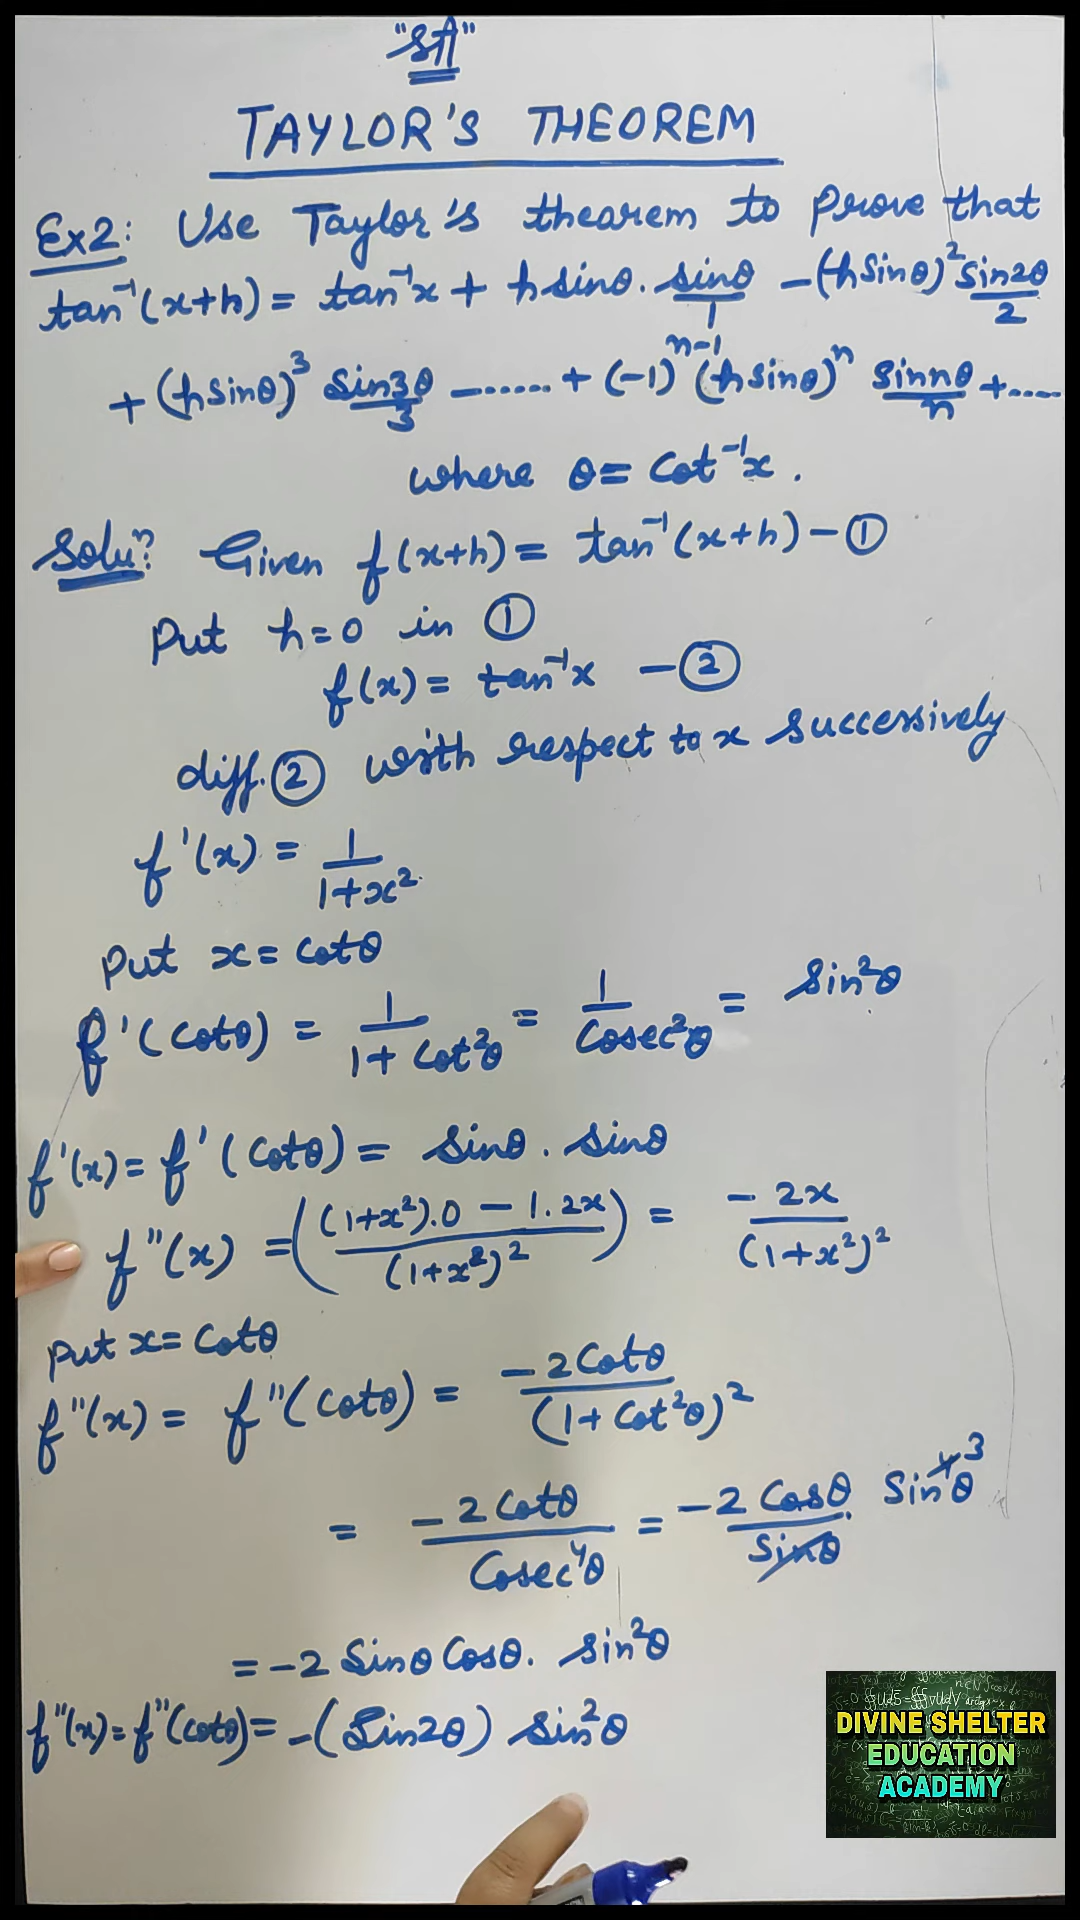 "श्री"
TAYLOR'S THEOREM
Ex2: Use Taylor's theorem to prove that
tan⁻¹(x+h) = tan⁻¹x + h sinθ. sinθ/1 - (h sinθ)² sin2θ/2
+ (h sinθ)³ sin3θ/3 ------- + (-1)ⁿ⁻¹ (h sinθ)ⁿ sin nθ/n + .....
where θ = Cot⁻¹x.
Soluⁿ: Given f(x+h) = tan⁻¹(x+h) - ①
Put h=0 in ①
f(x) = tan⁻¹x - ②
diff. ② with respect to x successively
f'(x) = 1/(1+x²)
Put x = cotθ
f'(Cotθ) = 1/(1+Cot²θ) = 1/Cosec²θ = Sin²θ
f'(x) = f'(Cotθ) = Sinθ. Sinθ
f''(x) = ((1+x²).0 - 1.2x)/(1+x²)² = -2x/(1+x²)²
Put x = Cotθ
f''(x) = f''(Cotθ) = -2Cotθ/(1+Cot²θ)²
= -2Cotθ/Cosec⁴θ = -2Cosθ/Sinθ. Sin⁴³θ
= -2 Sinθ Cosθ. Sin²θ
f''(x) = f''(Cotθ) = -(Sin2θ) Sin²θ
DIVINE SHELTER
EDUCATION
ACADEMY